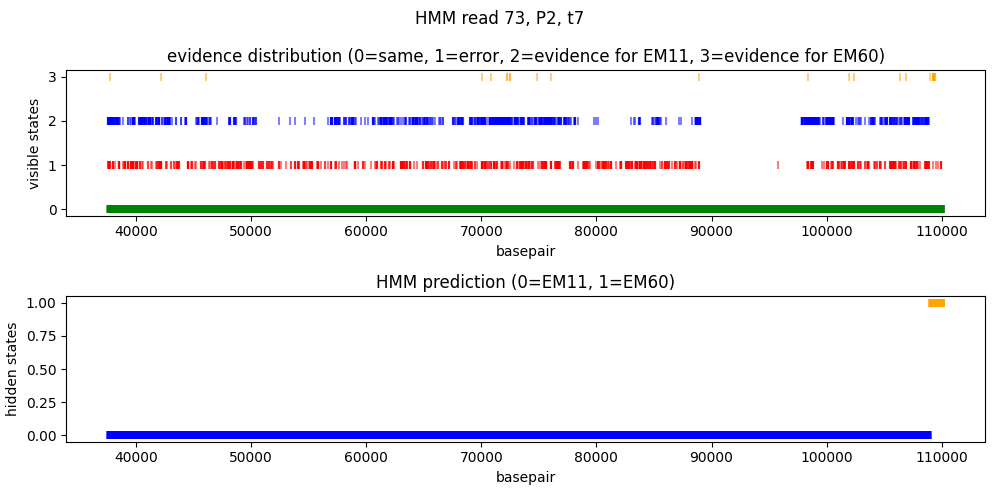 HMM read 73, P2, t7
evidence distribution (0=same, 1=error, 2=evidence for EM11, 3=evidence for EM60)
visible states
3
2
1
0
40000 50000 60000 70000 80000 90000 100000 110000
basepair
HMM prediction (0=EM11, 1=EM60)
hidden states
1.00
0.75
0.50
0.25
0.00
40000 50000 60000 70000 80000 90000 100000 110000
basepair